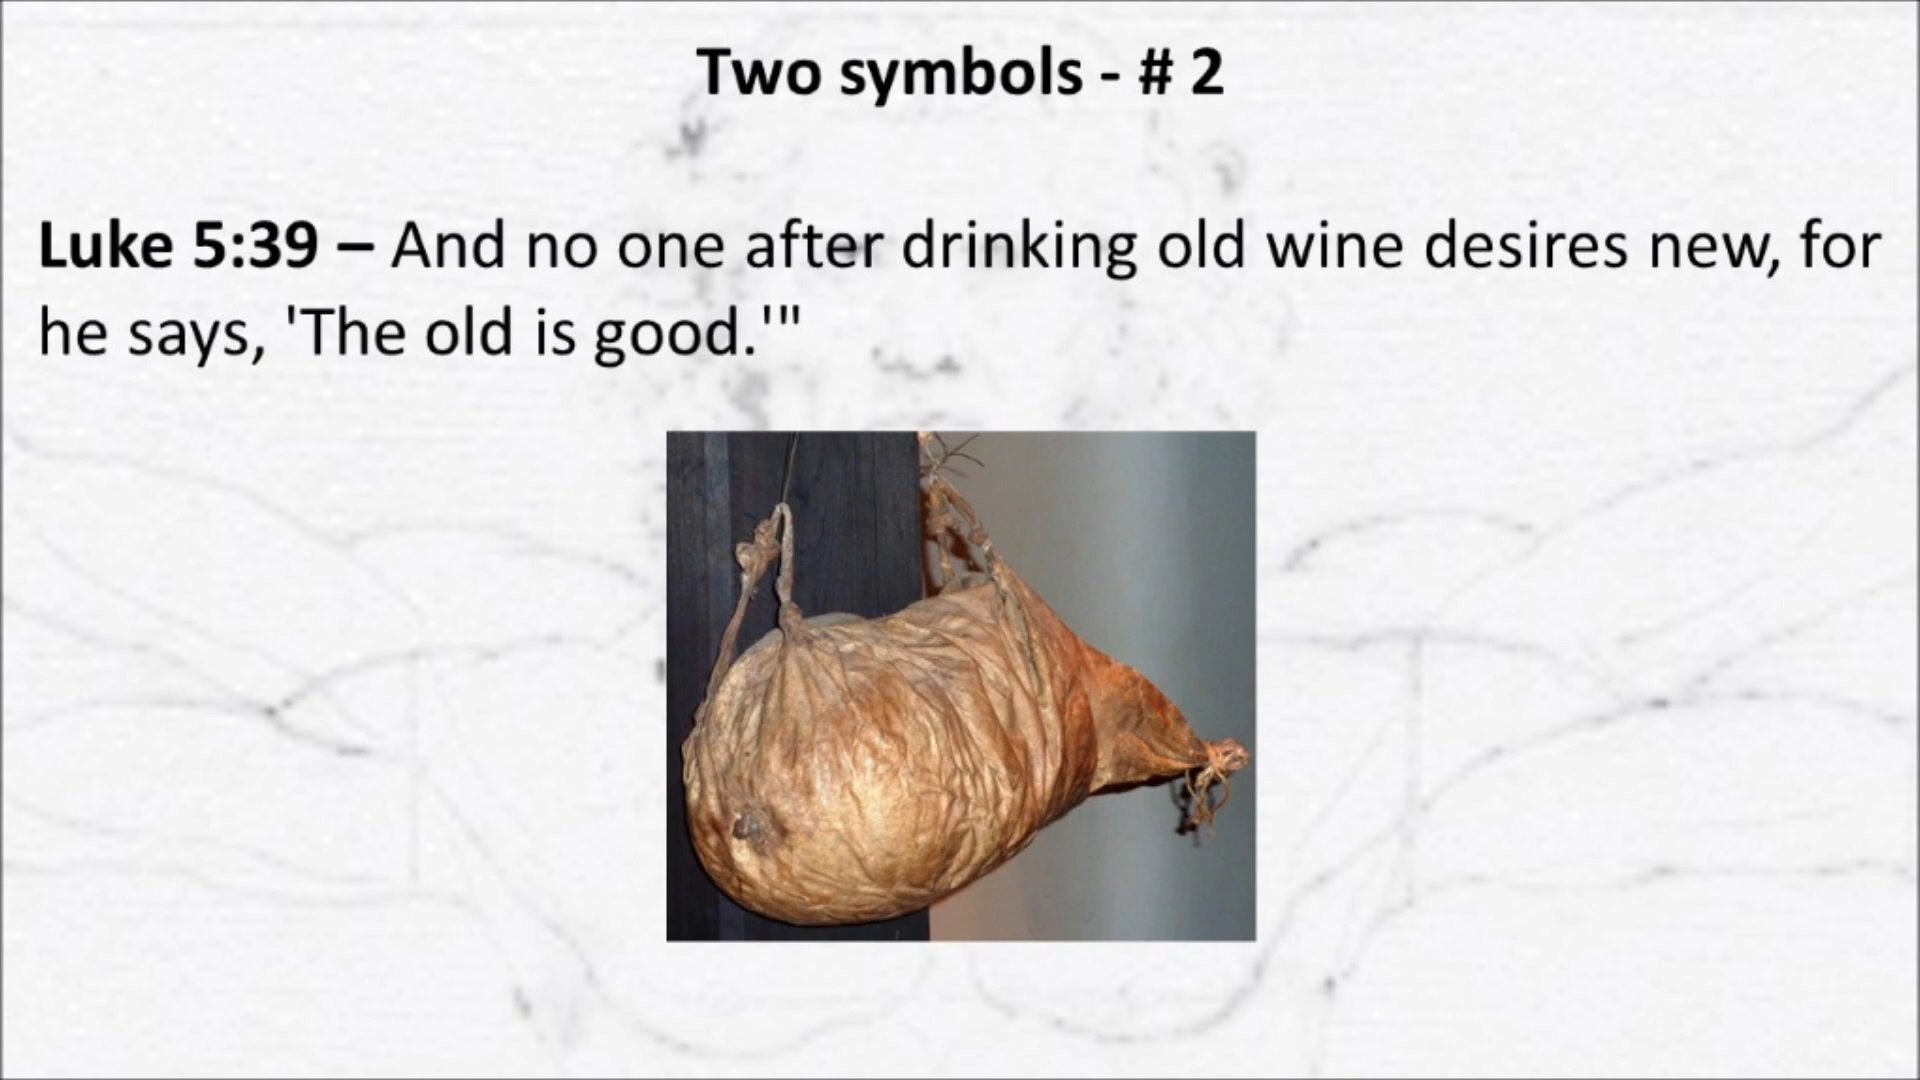 Two symbols - # 2
Luke 5:39 – And no one after drinking old wine desires new, for
he says, 'The old is good.'"